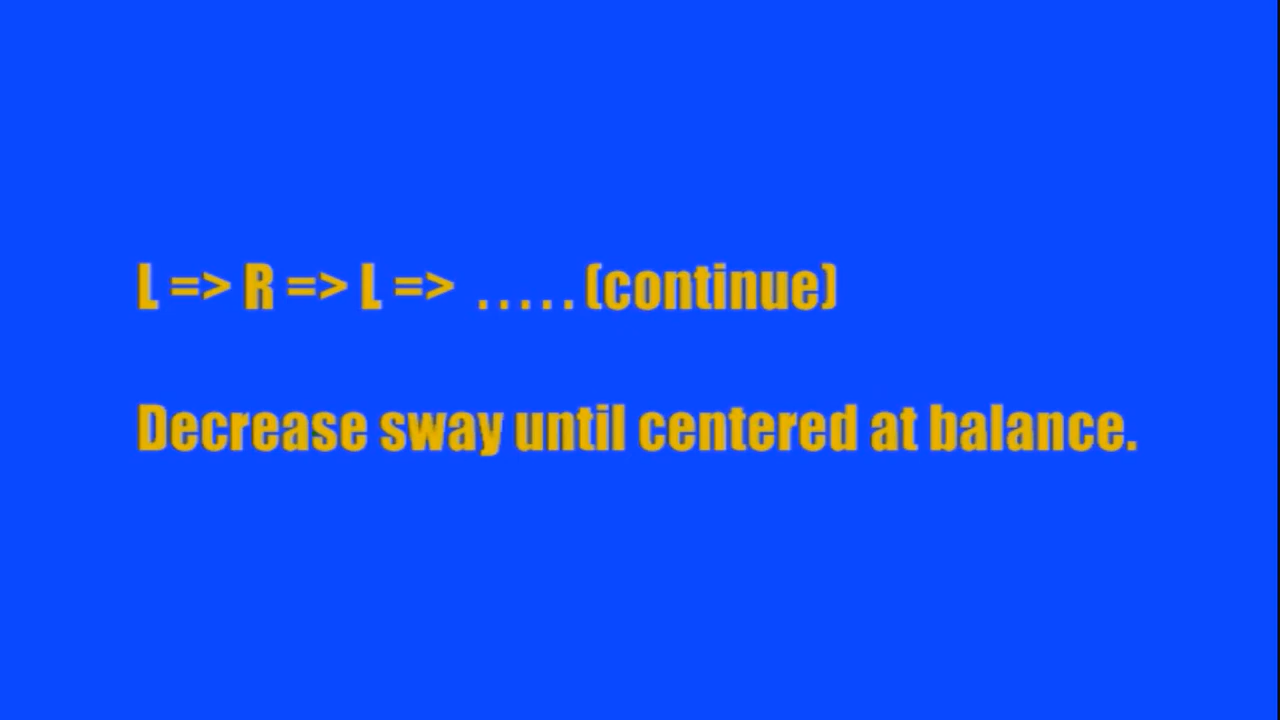 L => R => L => ..... (continue)
Decrease sway until centered at balance.